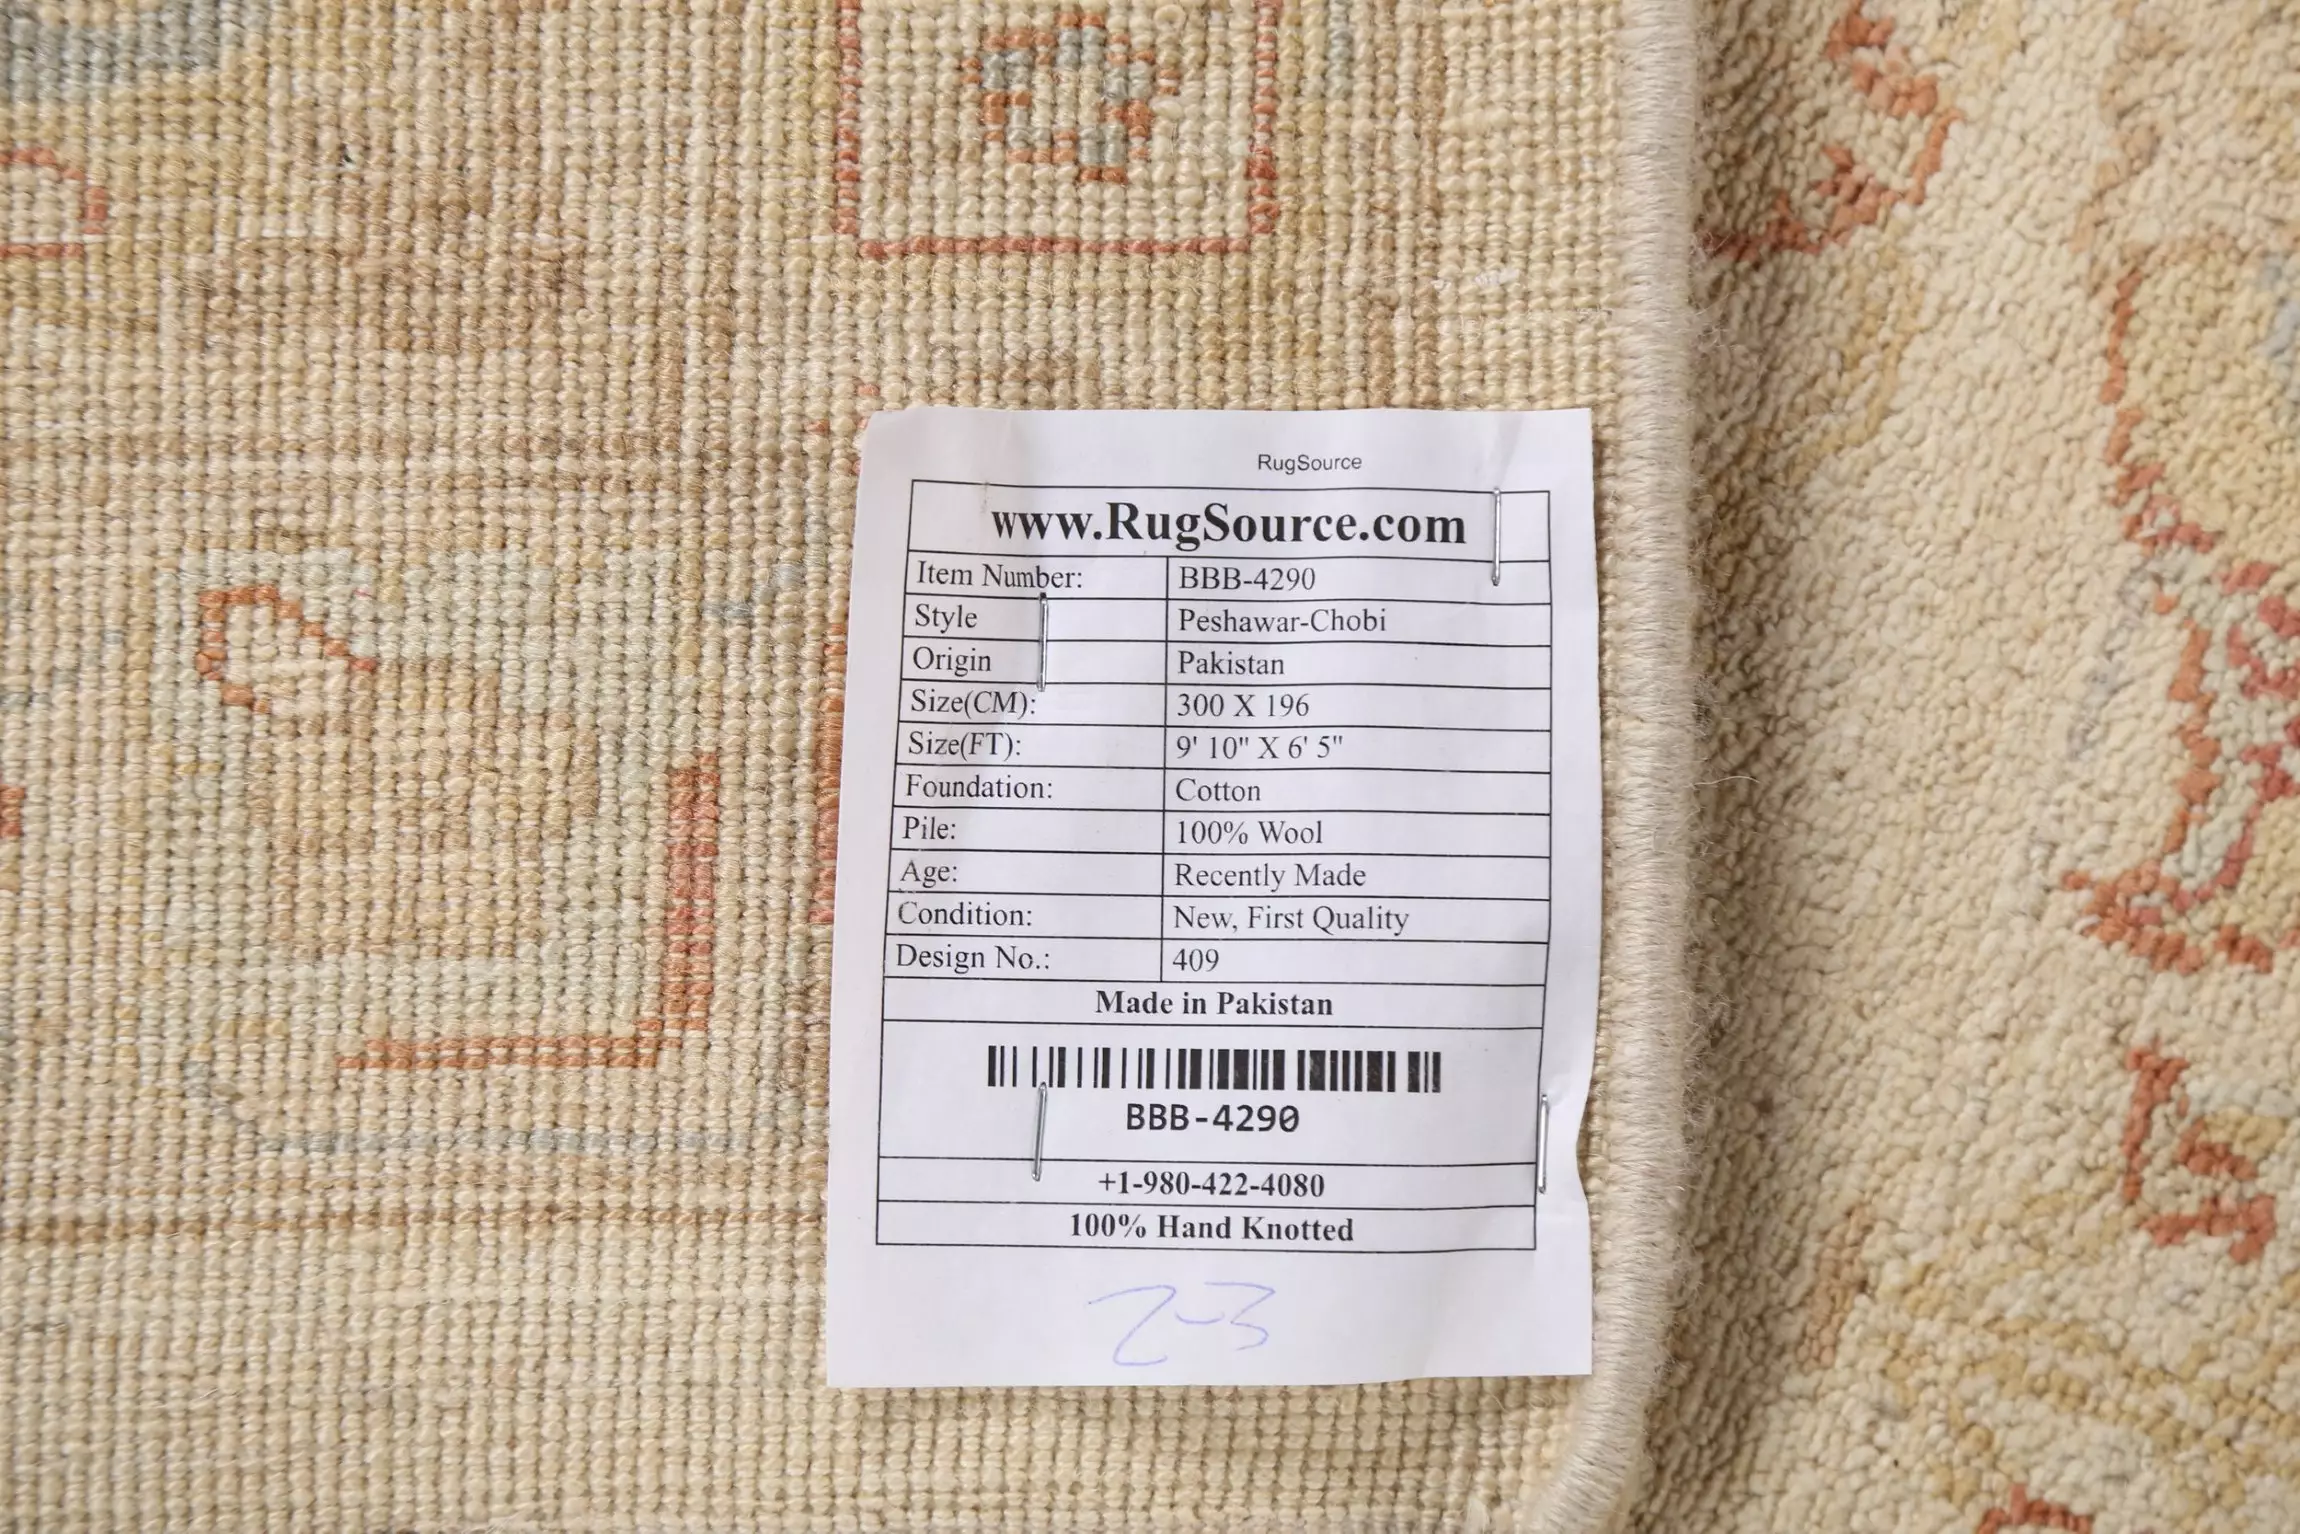 RugSource
www.RugSource.com
Item Number: BBB-4290
Style Peshawar-Chobi
Origin Pakistan
Size(CM): 300 X 196
Size(FT): 9' 10" X 6' 5"
Foundation: Cotton
Pile: 100% Wool
Age: Recently Made
Condition: New, First Quality
Design No.: 409
Made in Pakistan
BBB-4290
+1-980-422-4080
100% Hand Knotted
2-3